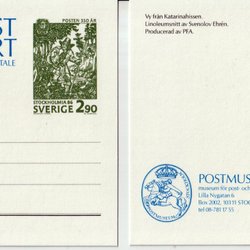 ST
RT
TALE
POSTEN 350 ÅR
STOCKHOLMIA 86
SVERIGE 2.90
Vy från Katarinahissen.
Linoleumsnitt av Svenolov Ehrén.
Producerad av PFA.
POSTMUS
museum för post- och
Lilla Nygatan 6
Box 2002, 103 11 STO
tel 08-781 17 55